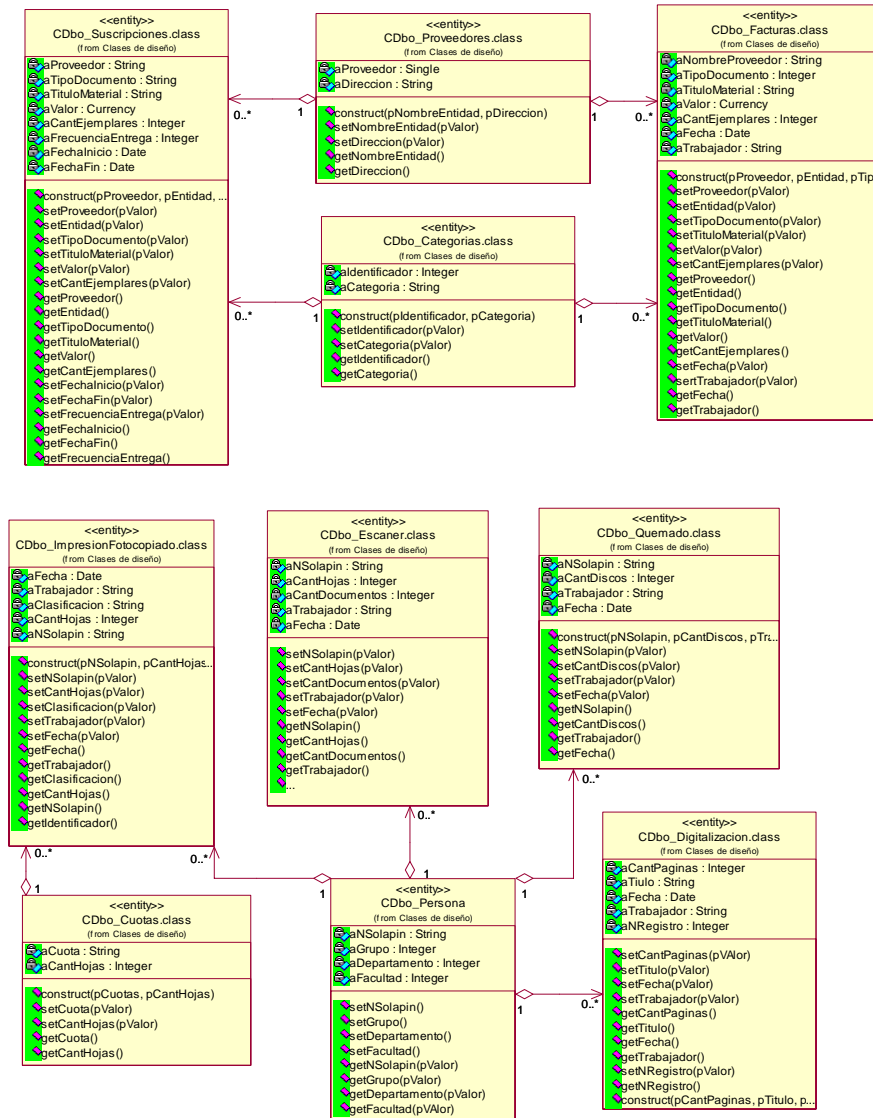 <<entity>>
CDbo_Suscripciones.class
(from Clases de diseño)
aProveedor : String
aTipoDocumento : String
aTituloMaterial : String
aValor : Currency
aCantEjemplares : Integer
aFrecuenciaEntrega : Integer
aFechaInicio : Date
aFechaFin : Date
construct(pProveedor, pEntidad, ...
setProveedor(pValor)
setEntidad(pValor)
setTipoDocumento(pValor)
setTituloMaterial(pValor)
setValor(pValor)
setCantEjemplares(pValor)
getProveedor()
getEntidad()
getTipoDocumento()
getTituloMaterial()
getValor()
getCantEjemplares()
setFechaInicio(pValor)
setFechaFin(pValor)
setFrecuenciaEntrega(pValor)
getFechaInicio()
getFechaFin()
getFrecuenciaEntrega()
<<entity>>
CDbo_Proveedores.class
(from Clases de diseño)
aProveedor : Single
aDireccion : String
construct(pNombreEntidad, pDireccion)
setNombreEntidad(pValor)
setDireccion(pValor)
getNombreEntidad()
getDireccion()
0..*
1
1
0..*
<<entity>>
CDbo_Facturas.class
(from Clases de diseño)
aNombreProveedor : String
aTipoDocumento : Integer
aTituloMaterial : String
aValor : Currency
aCantEjemplares : Integer
aFecha : Date
aTrabajador : String
construct(pProveedor, pEntidad, pTip
setProveedor(pValor)
setEntidad(pValor)
setTipoDocumento(pValor)
setTituloMaterial(pValor)
setValor(pValor)
setCantEjemplares(pValor)
getProveedor()
getEntidad()
getTipoDocumento()
getTituloMaterial()
getValor()
getCantEjemplares()
setFecha(pValor)
sertTrabajador(pValor)
getFecha()
getTrabajador()
<<entity>>
CDbo_Categorias.class
(from Clases de diseño)
aIdentificador : Integer
aCategoria : String
construct(pIdentificador, pCategoria)
setIdentificador(pValor)
setCategoria(pValor)
getIdentificador()
getCategoria()
0..*
1
1
0..*
<<entity>>
CDbo_ImpresionFotocopiado.class
(from Clases de diseño)
aFecha : Date
aTrabajador : String
aClasificacion : String
aCantHojas : Integer
aNSolapin : String
construct(pNSolapin, pCantHojas...
setNSolapin(pValor)
setCantHojas(pValor)
setClasificacion(pValor)
setTrabajador(pValor)
setFecha(pValor)
getFecha()
getTrabajador()
getClasificacion()
getCantHojas()
getNSolapin()
getIdentificador()
<<entity>>
CDbo_Escaner.class
(from Clases de diseño)
aNSolapin : String
aCantHojas : Integer
aCantDocumentos : Integer
aTrabajador : String
aFecha : Date
setNSolapin(pValor)
setCantHojas(pValor)
setCantDocumentos(pValor)
setTrabajador(pValor)
setFecha(pValor)
getNSolapin()
getCantHojas()
getCantDocumentos()
getTrabajador()
...
<<entity>>
CDbo_Quemado.class
(from Clases de diseño)
aNSolapin : String
aCantDiscos : Integer
aTrabajador : String
aFecha : Date
construct(pNSolapin, pCantDiscos, pTra...
setNSolapin(pValor)
setCantDiscos(pValor)
setTrabajador(pValor)
setFecha(pValor)
getNSolapin()
getCantDiscos()
getTrabajador()
getFecha()
0..*
0..*
0..*
0..*
1
1
1
1
<<entity>>
CDbo_Cuotas.class
(from Clases de diseño)
aCuota : String
aCantHojas : Integer
construct(pCuotas, pCantHojas)
setCuota(pValor)
setCantHojas(pValor)
getCuota()
getCantHojas()
<<entity>>
CDbo_Persona
(from Clases de diseño)
aNSolapin : String
aGrupo : Integer
aDepartamento : Integer
aFacultad : Integer
setNSolapin()
setGrupo()
setDepartamento()
setFacultad()
getNSolapin(pValor)
getGrupo(pValor)
getDepartamento(pValor)
getFacultad(pVAlor)
1
0..*
<<entity>>
CDbo_Digitalizacion.class
(from Clases de diseño)
aCantPaginas : Integer
aTiulo : String
aFecha : Date
aTrabajador : String
aNRegistro : Integer
setCantPaginas(pVAlor)
setTitulo(pValor)
setFecha(pValor)
setTrabajador(pValor)
getCantPaginas()
getTitulo()
getFecha()
getTrabajador()
setNRegistro(pValor)
getNRegistro()
construct(pCantPaginas, pTitulo, p...